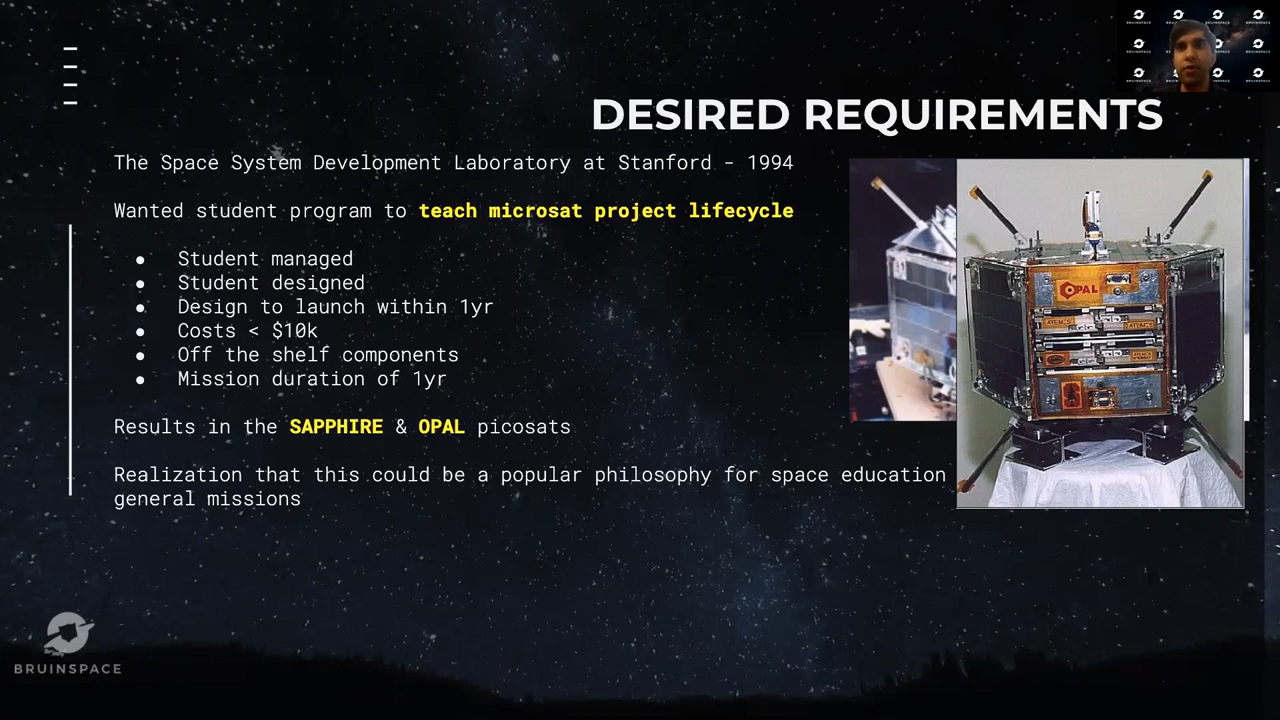 DESIRED REQUIREMENTS
The Space System Development Laboratory at Stanford - 1994
Wanted student program to teach microsat project lifecycle
● Student managed
● Student designed
● Design to launch within 1yr
● Costs < $10k
● Off the shelf components
● Mission duration of 1yr
Results in the SAPPHIRE & OPAL picosats
Realization that this could be a popular philosophy for space education
general missions
OPAL
BRUINSPACE